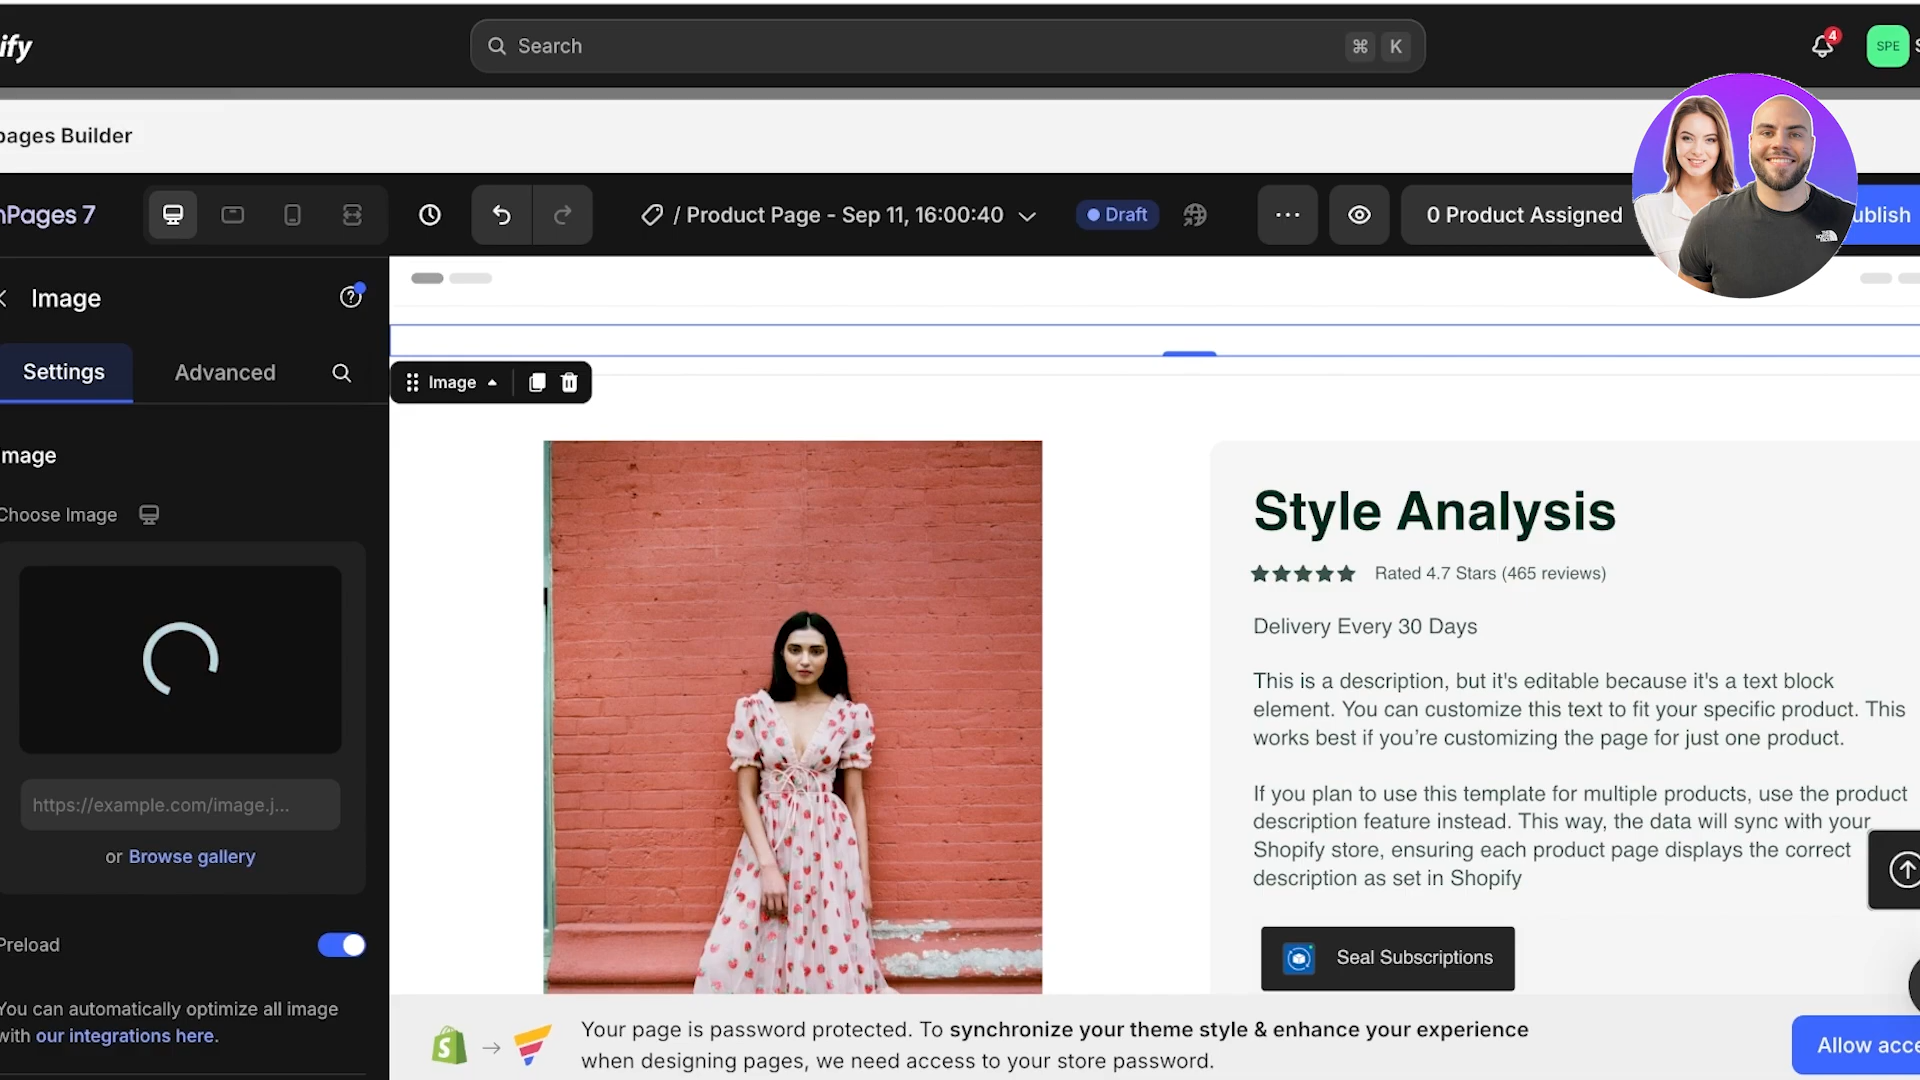 ify
Search
⌘ K
4
SPE
pages Builder
nPages 7
/ Product Page - Sep 11, 16:00:40
Draft
0 Product Assigned
ublish
Image
Settings
Advanced
Image
mage
Choose Image
https://example.com/image.j...
or Browse gallery
Preload
You can automatically optimize all image
with our integrations here.
Style Analysis
Rated 4.7 Stars (465 reviews)
Delivery Every 30 Days
This is a description, but it's editable because it's a text block
element. You can customize this text to fit your specific product. This
works best if you’re customizing the page for just one product.
If you plan to use this template for multiple products, use the product
description feature instead. This way, the data will sync with your
Shopify store, ensuring each product page displays the correct
description as set in Shopify
Seal Subscriptions
Your page is password protected. To synchronize your theme style & enhance your experience
when designing pages, we need access to your store password.
Allow acce